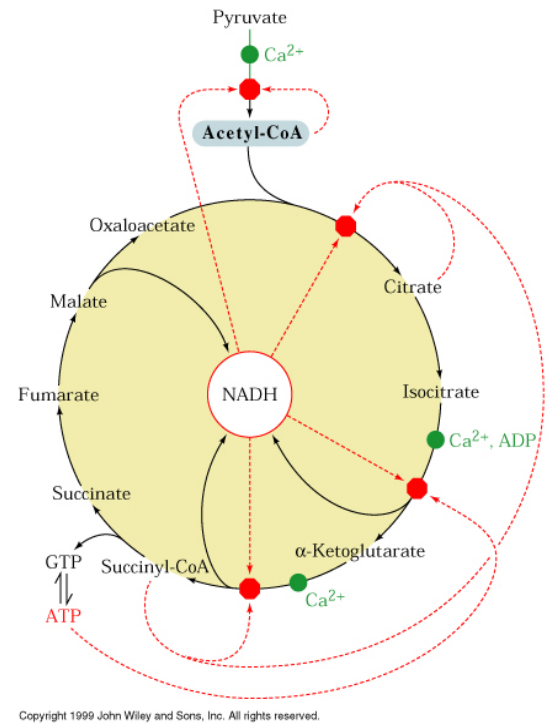 Pyruvate
Ca²⁺
Acetyl-CoA
Oxaloacetate
Citrate
Malate
NADH
Isocitrate
Fumarate
Ca²⁺, ADP
Succinate
α-Ketoglutarate
GTP
Succinyl-CoA
Ca²⁺
ATP
Copyright 1999 John Wiley and Sons, Inc. All rights reserved.